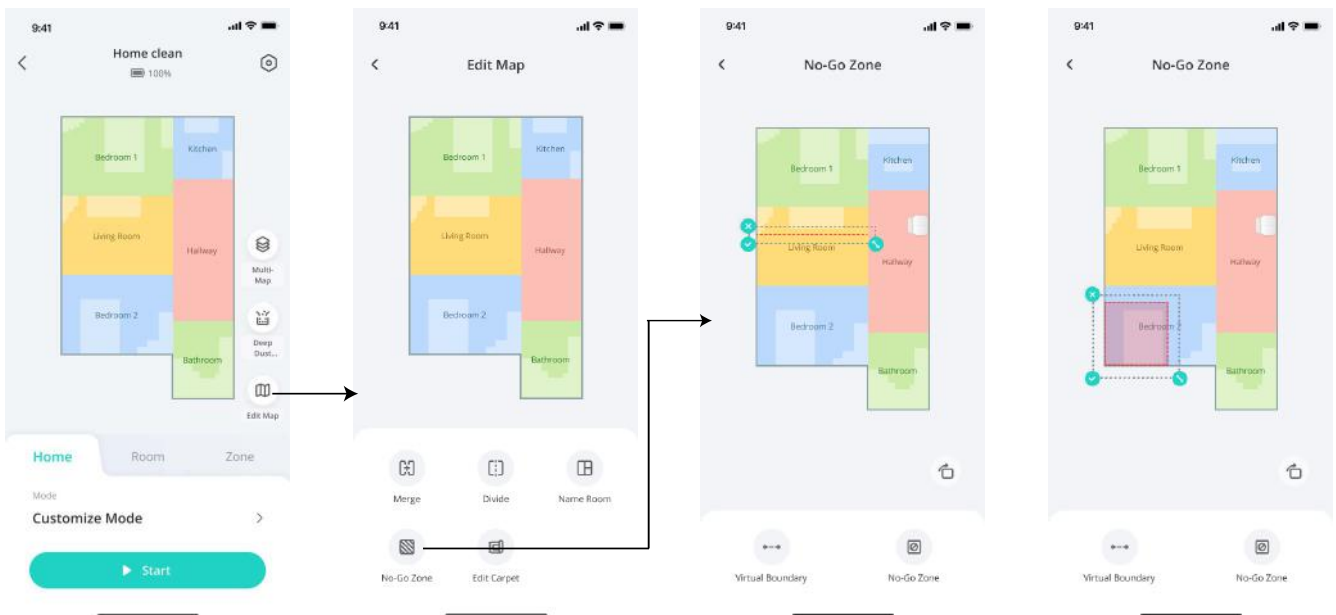 9:41
Home clean
100%
Bedroom 1
Kitchen
Living Room
Hallway
Multi-
Map
Bedroom 2
Deep
Dust...
Bathroom
Edit Map
Home Room Zone
Mode
Customize Mode
Start
9:41
Edit Map
Bedroom 1
Kitchen
Living Room
Hallway
Bedroom 2
Bathroom
Merge Divide Name Room
No-Go Zone Edit Carpet
9:41
No-Go Zone
Bedroom 1
Kitchen
Living Room
Hallway
Bedroom 2
Bathroom
Virtual Boundary No-Go Zone
9:41
No-Go Zone
Bedroom 1
Kitchen
Living Room
Hallway
Bedroom 2
Bathroom
Virtual Boundary No-Go Zone